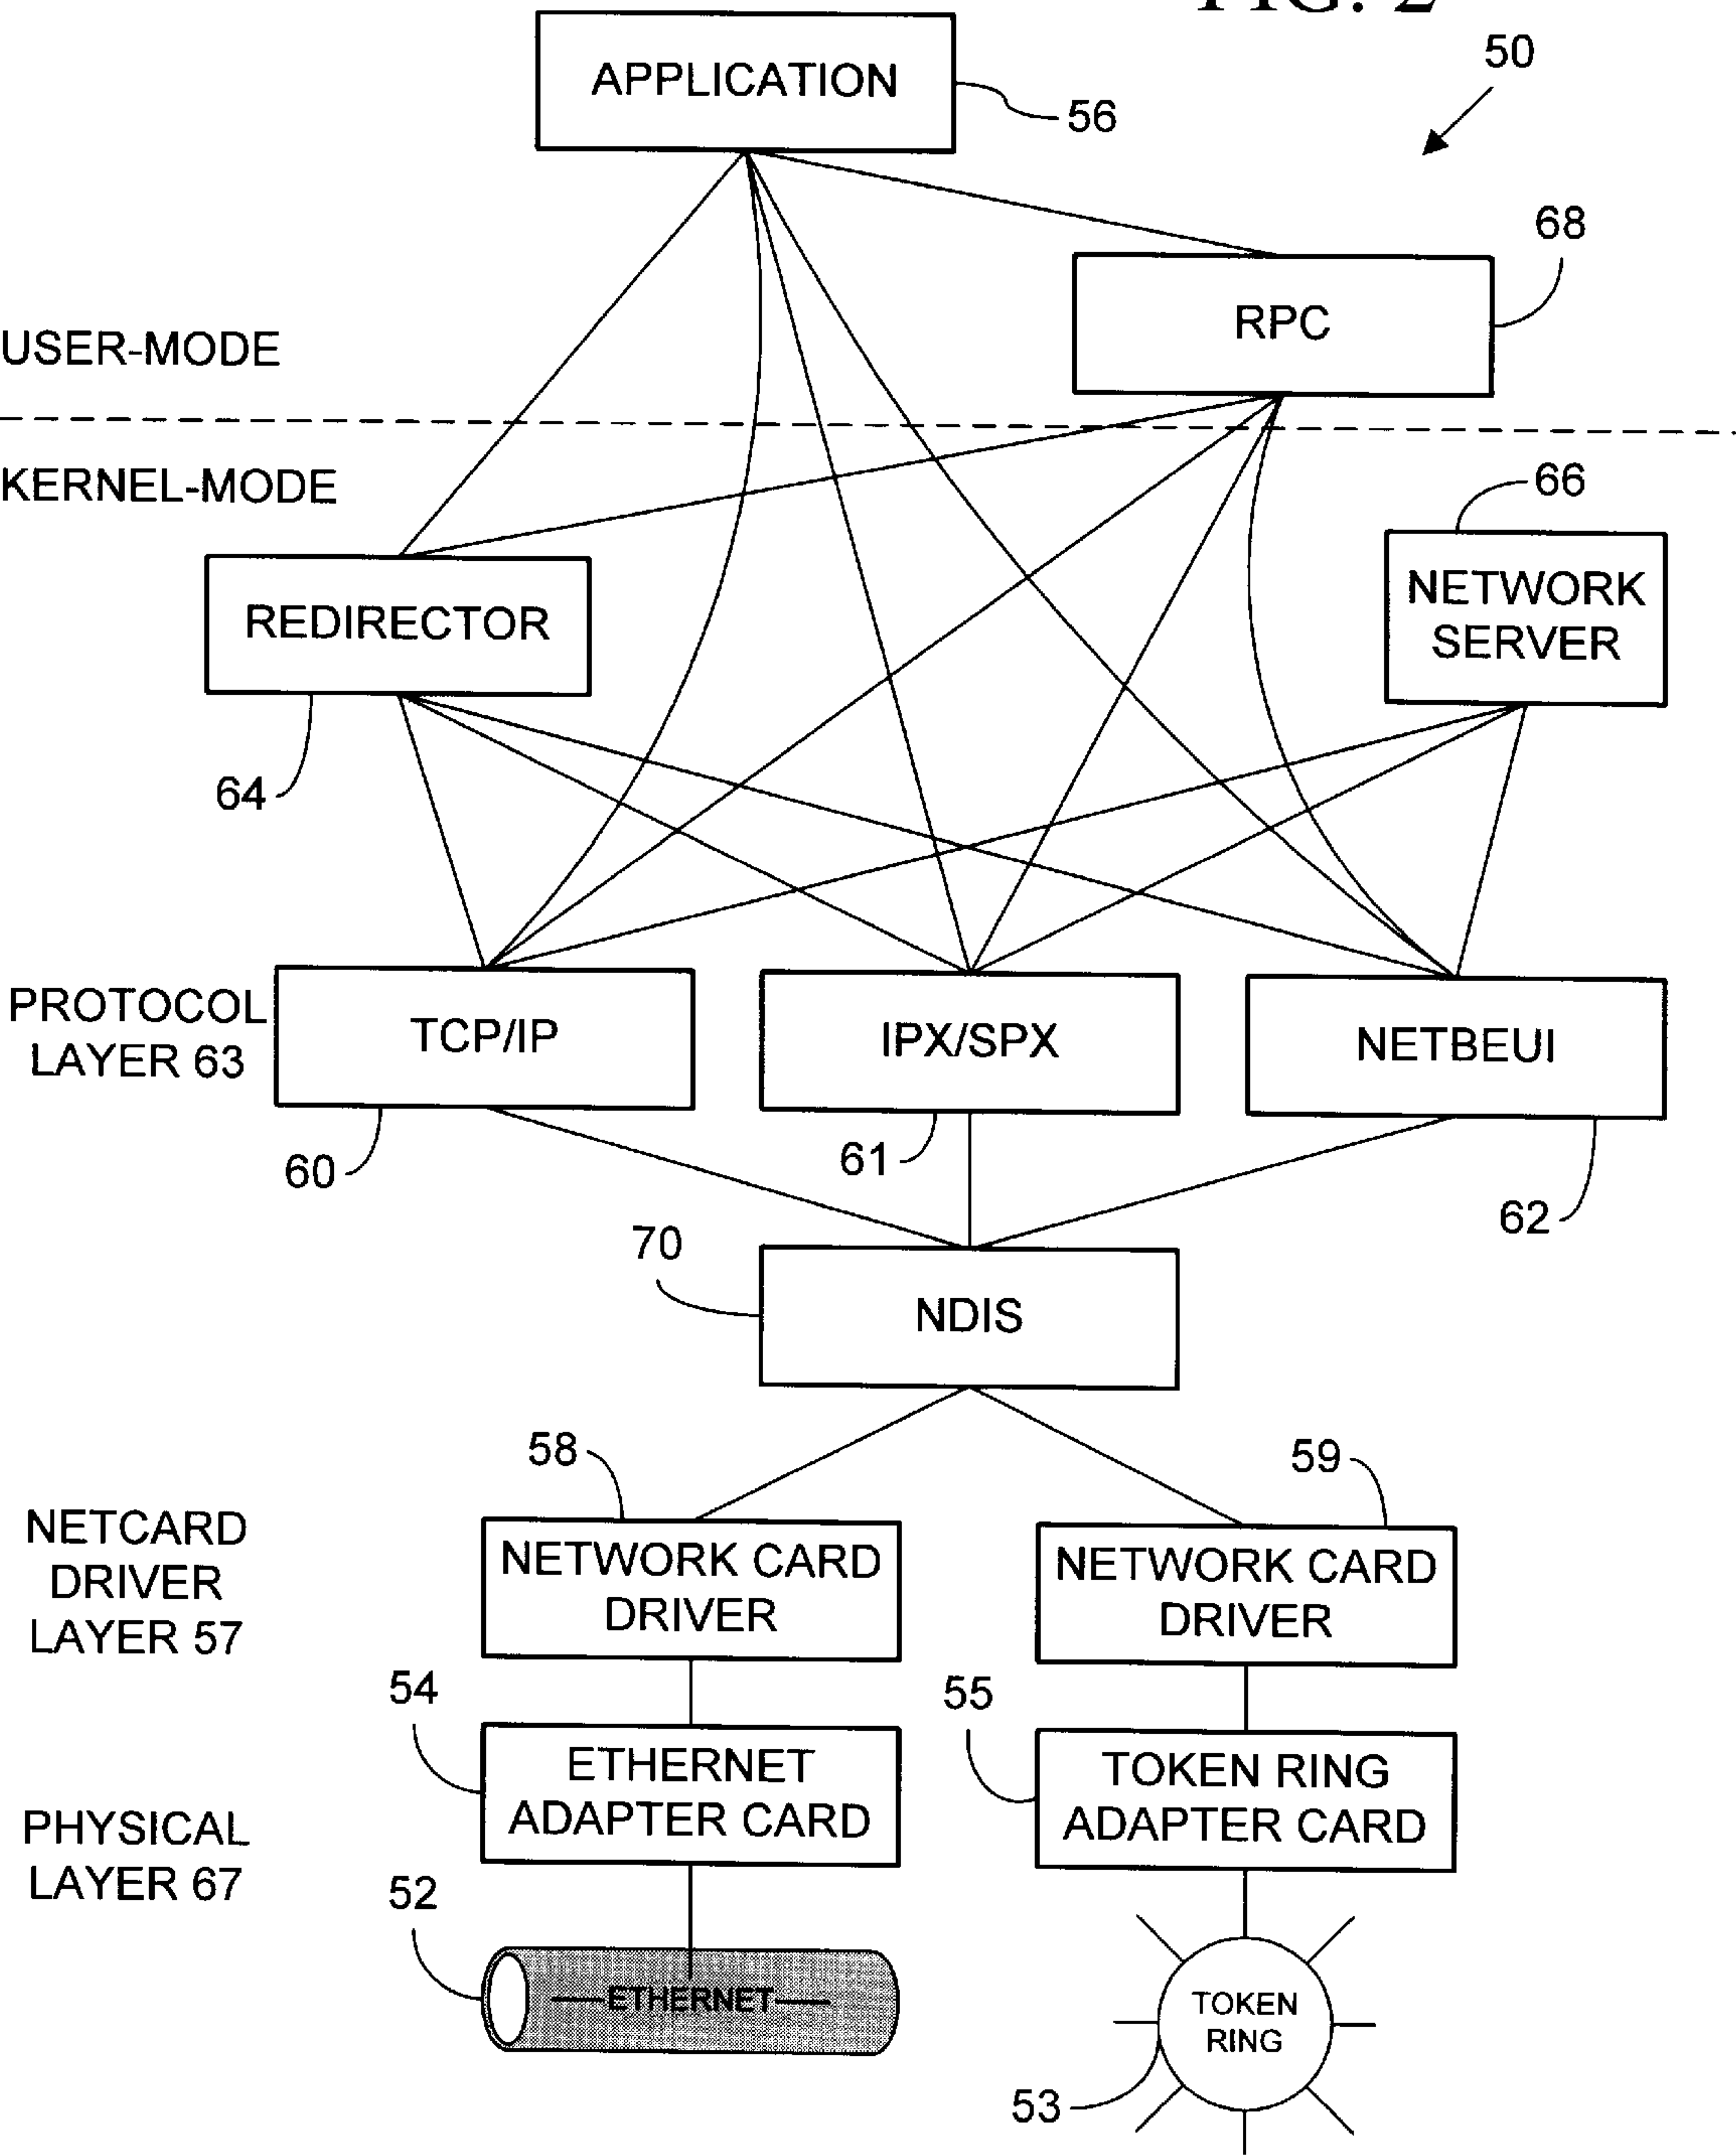 FIG. 2
50
APPLICATION
56
68
RPC
USER-MODE
KERNEL-MODE
66
NETWORK
SERVER
REDIRECTOR
64
PROTOCOL
LAYER 63
TCP/IP
IPX/SPX
NETBEUI
60
61
62
70
NDIS
58
59
NETCARD
DRIVER
LAYER 57
NETWORK CARD
DRIVER
NETWORK CARD
DRIVER
54
55
ETHERNET
ADAPTER CARD
TOKEN RING
ADAPTER CARD
PHYSICAL
LAYER 67
52
ETHERNET
TOKEN
RING
53